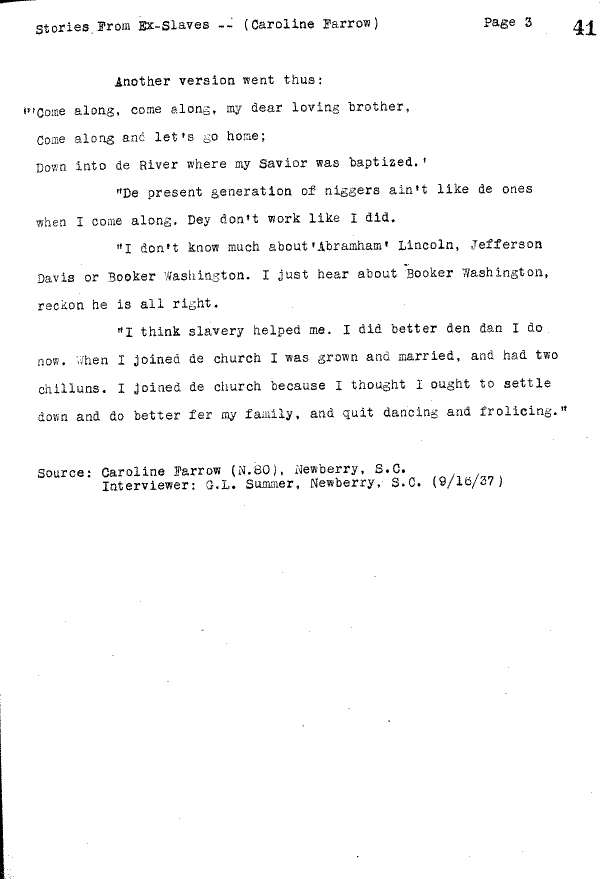 Stories From Ex-Slaves -- (Caroline Farrow) Page 3 41
Another version went thus:
"'Come along, come along, my dear loving brother,
Come along and let's go home;
Down into de River where my Savior was baptized.'
"De present generation of niggers ain't like de ones
when I come along. Dey don't work like I did.
"I don't know much about'Abramham' Lincoln, Jefferson
Davis or Booker Washington. I just hear about Booker Washington,
reckon he is all right.
"I think slavery helped me. I did better den dan I do
now. When I joined de church I was grown and married, and had two
chilluns. I joined de church because I thought I ought to settle
down and do better fer my family, and quit dancing and frolicing."
Source: Caroline Farrow (N.80), Newberry, S.C.
Interviewer: G.L. Summer, Newberry, S.C. (9/16/37)